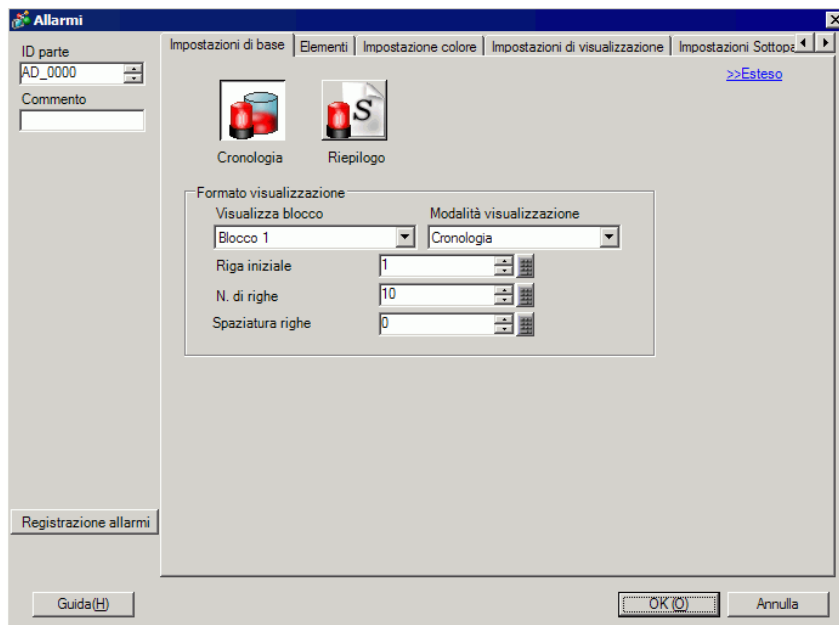 Allarmi
ID parte
AD_0000
Commento
Impostazioni di base
Elementi
Impostazione colore
Impostazioni di visualizzazione
Impostazioni Sottopa
>>Esteso
Cronologia
Riepilogo
Formato visualizzazione
Visualizza blocco
Modalità visualizzazione
Blocco 1
Cronologia
Riga iniziale
1
N. di righe
10
Spaziatura righe
0
Registrazione allarmi
Guida(H)
OK (O)
Annulla